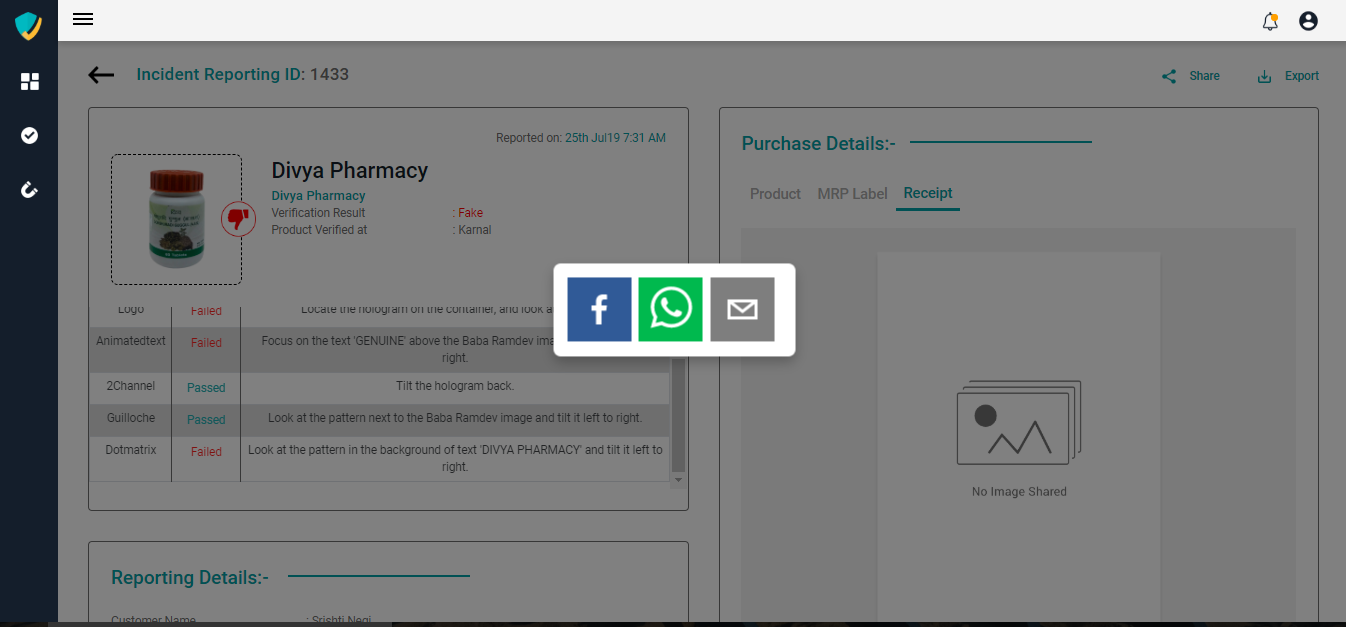 Incident Reporting ID: 1433
Share
Export
Reported on: 25th Jul19 7:31 AM
Divya Pharmacy
Divya Pharmacy
Verification Result : Fake
Product Verified at : Karnal
Logo Failed Locate the hologram on the container, and look a
Animatedtext Failed Focus on the text 'GENUINE' above the Baba Ramdev ima
right.
2Channel Passed Tilt the hologram back.
Guilloche Passed Look at the pattern next to the Baba Ramdev image and tilt it left to right.
Dotmatrix Failed Look at the pattern in the background of text 'DIVYA PHARMACY' and tilt it left to
right.
Reporting Details:-
Customer Name : Srishti Negi
Purchase Details:-
Product MRP Label Receipt
No Image Shared